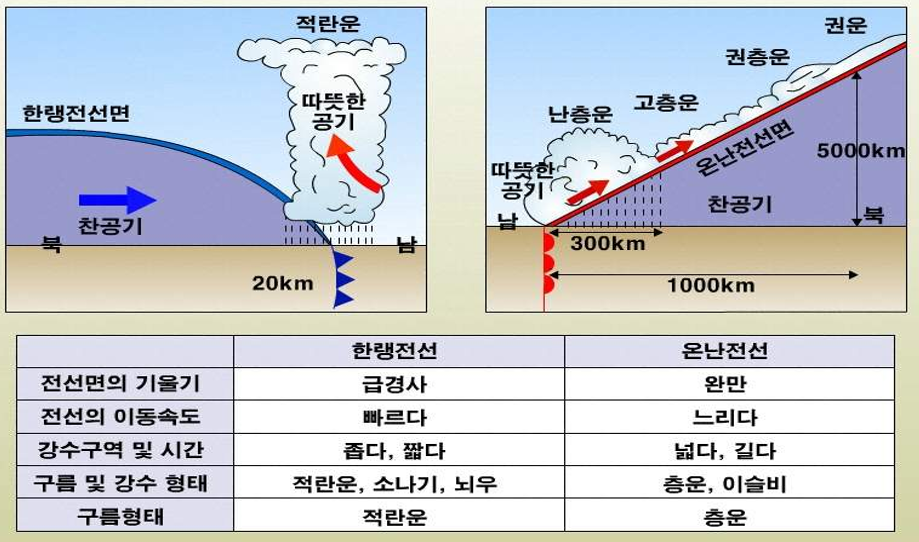 적란운
따뜻한
공기
한랭전선면
찬공기
북
남
20km
권운
권층운
고층운
난층운
따뜻한
공기
남
온난전선면
5000km
찬공기
북
300km
1000km
한랭전선 온난전선
전선면의 기울기 급경사 완만
전선의 이동속도 빠르다 느리다
강수구역 및 시간 좁다, 짧다 넓다, 길다
구름 및 강수 형태 적란운, 소나기, 뇌우 층운, 이슬비
구름형태 적란운 층운